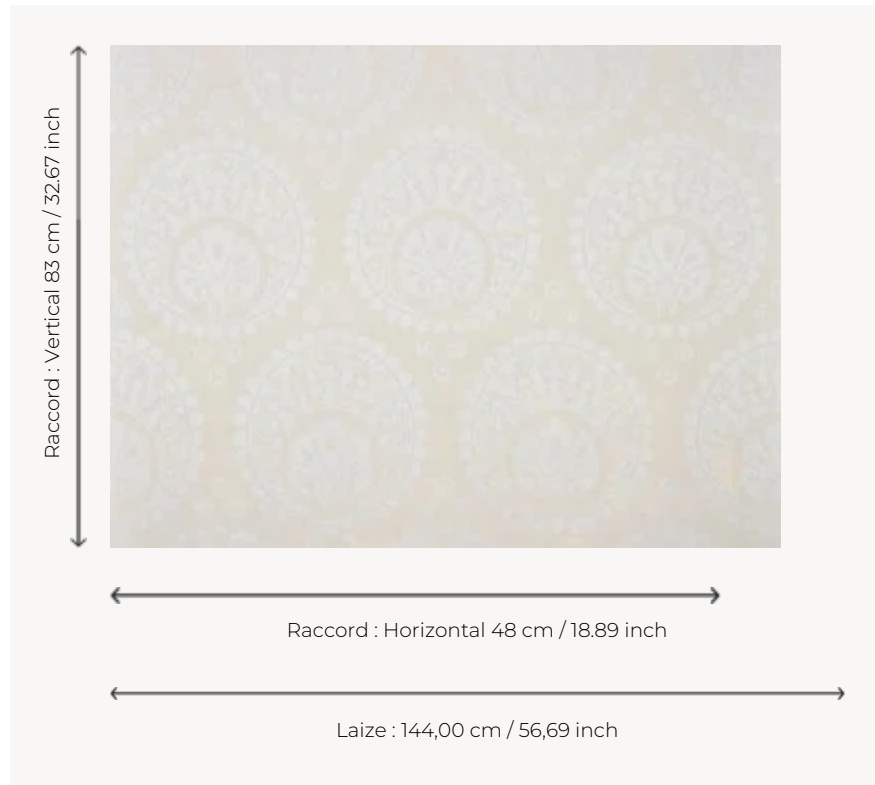 Raccord : Vertical 83 cm / 32.67 inch
Raccord : Horizontal 48 cm / 18.89 inch
Laize : 144,00 cm / 56,69 inch